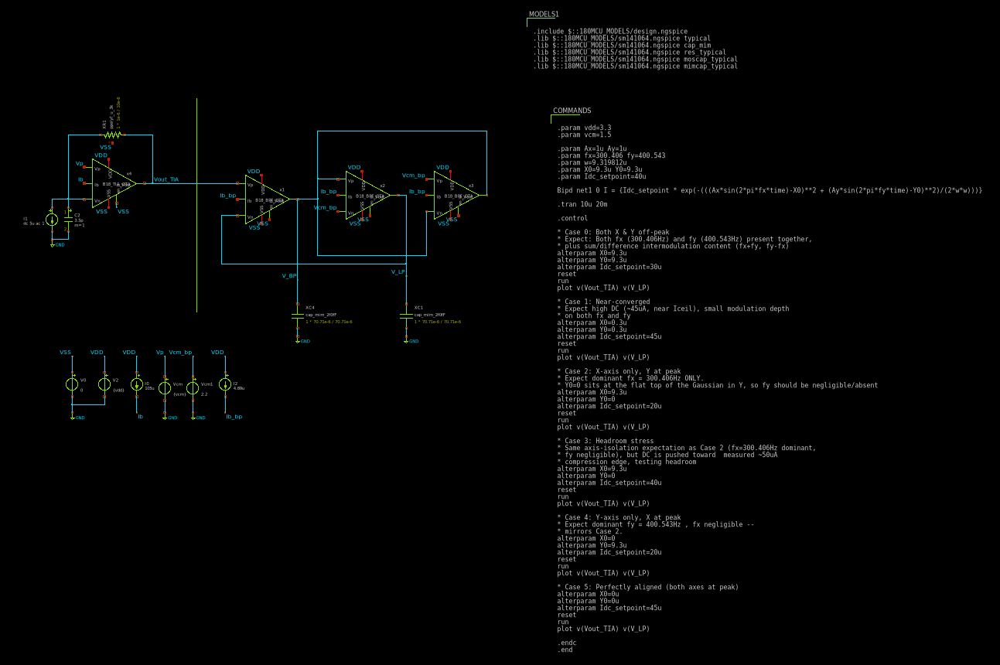 MODELS1
.include $::180MCU_MODELS/design.ngspice
.lib $::180MCU_MODELS/sm141064.ngspice typical
.lib $::180MCU_MODELS/sm141064.ngspice cap_mim
.lib $::180MCU_MODELS/sm141064.ngspice res_typical
.lib $::180MCU_MODELS/sm141064.ngspice moscap_typical
.lib $::180MCU_MODELS/sm141064.ngspice mimcap_typical
COMMANDS
.param vdd=3.3
.param vcm=1.5
.param Ax=1u Ay=1u
.param fx=300.406 fy=400.543
.param w=9.319812u
.param X0=9.3u Y0=9.3u
.param Idc_setpoint=40u
Bipd net1 0 I = {Idc_setpoint * exp(-(((Ax*sin(2*pi*fx*time)-X0)**2 + (Ay*sin(2*pi*fy*time)-Y0)**2)/(2*w*w)))}
.tran 10u 20m
.control
* Case 0: Both X & Y off-peak
* Expect: Both fx (300.406Hz) and fy (400.543Hz) present together,
* plus sum/difference intermodulation content (fx+fy, fy-fx)
alterparam X0=9.3u
alterparam Y0=9.3u
alterparam Idc_setpoint=30u
reset
run
plot v(Vout_TIA) v(V_LP)
* Case 1: Near-converged
* Expect high DC (~45uA, near Iceil), small modulation depth
* on both fx and fy
alterparam X0=0.3u
alterparam Y0=0.3u
alterparam Idc_setpoint=45u
reset
run
plot v(Vout_TIA) v(V_LP)
* Case 2: X-axis only, Y at peak
* Expect dominant fx = 300.406Hz ONLY.
* Y0=0 sits at the flat top of the Gaussian in Y, so fy should be negligible/absent
alterparam X0=9.3u
alterparam Y0=0
alterparam Idc_setpoint=20u
reset
run
plot v(Vout_TIA) v(V_LP)
* Case 3: Headroom stress
* Same axis-isolation expectation as Case 2 (fx=300.406Hz dominant,
* fy negligible), but DC is pushed toward  measured ~50uA
* compression edge, testing headroom
alterparam X0=9.3u
alterparam Y0=0
alterparam Idc_setpoint=40u
reset
run
plot v(Vout_TIA) v(V_LP)
* Case 4: Y-axis only, X at peak
* Expect dominant fy = 400.543Hz , fx negligible --
* mirrors Case 2.
alterparam X0=0
alterparam Y0=9.3u
alterparam Idc_setpoint=20u
reset
run
plot v(Vout_TIA) v(V_LP)
* Case 5: Perfectly aligned (both axes at peak)
alterparam X0=0u
alterparam Y0=0u
alterparam Idc_setpoint=45u
reset
run
plot v(Vout_TIA) v(V_LP)
.endc
.end
XR1
ppolyf_u_3k
VSS
VDD
Vp
Vp
x4
Ib
Ib
Vn
VDD
VSS
VSS
VSS
Vout_TIA
I1
dc 5u ac 1
1
C2
3.5p
m=1
2
GND
VDD
Vp
x1
Ib_bp
Ib
Vn
VDD
VSS
VSS
VSS
VDD
Vp
x2
Ib_bp
Ib
Vcm_bp
Vn
VDD
VSS
VSS
VSS
VDD
Vcm_bp
Vp
x3
Ib_bp
Ib
Vn
VDD
VSS
VSS
VSS
V_BP
V_LP
XC4
cap_mim_2f0fF
1 * 70.71e-6 / 70.71e-6
GND
XC1
cap_mim_2f0fF
1 * 70.71e-6 / 70.71e-6
GND
VSS
VDD
VDD
Vp
Vcm_bp
VDD
V0
0
V2
{vdd}
I0
105u
Vcm
{vcm}
Vcm1
2.2
I2
4.89u
GND
Ib
GND
GND
Ib_bp